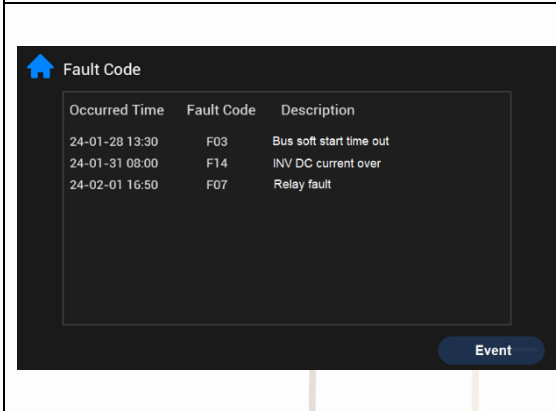 Fault Code
Occurred Time Fault Code Description
24-01-28 13:30 F03 Bus soft start time out
24-01-31 08:00 F14 INV DC current over
24-02-01 16:50 F07 Relay fault
Event